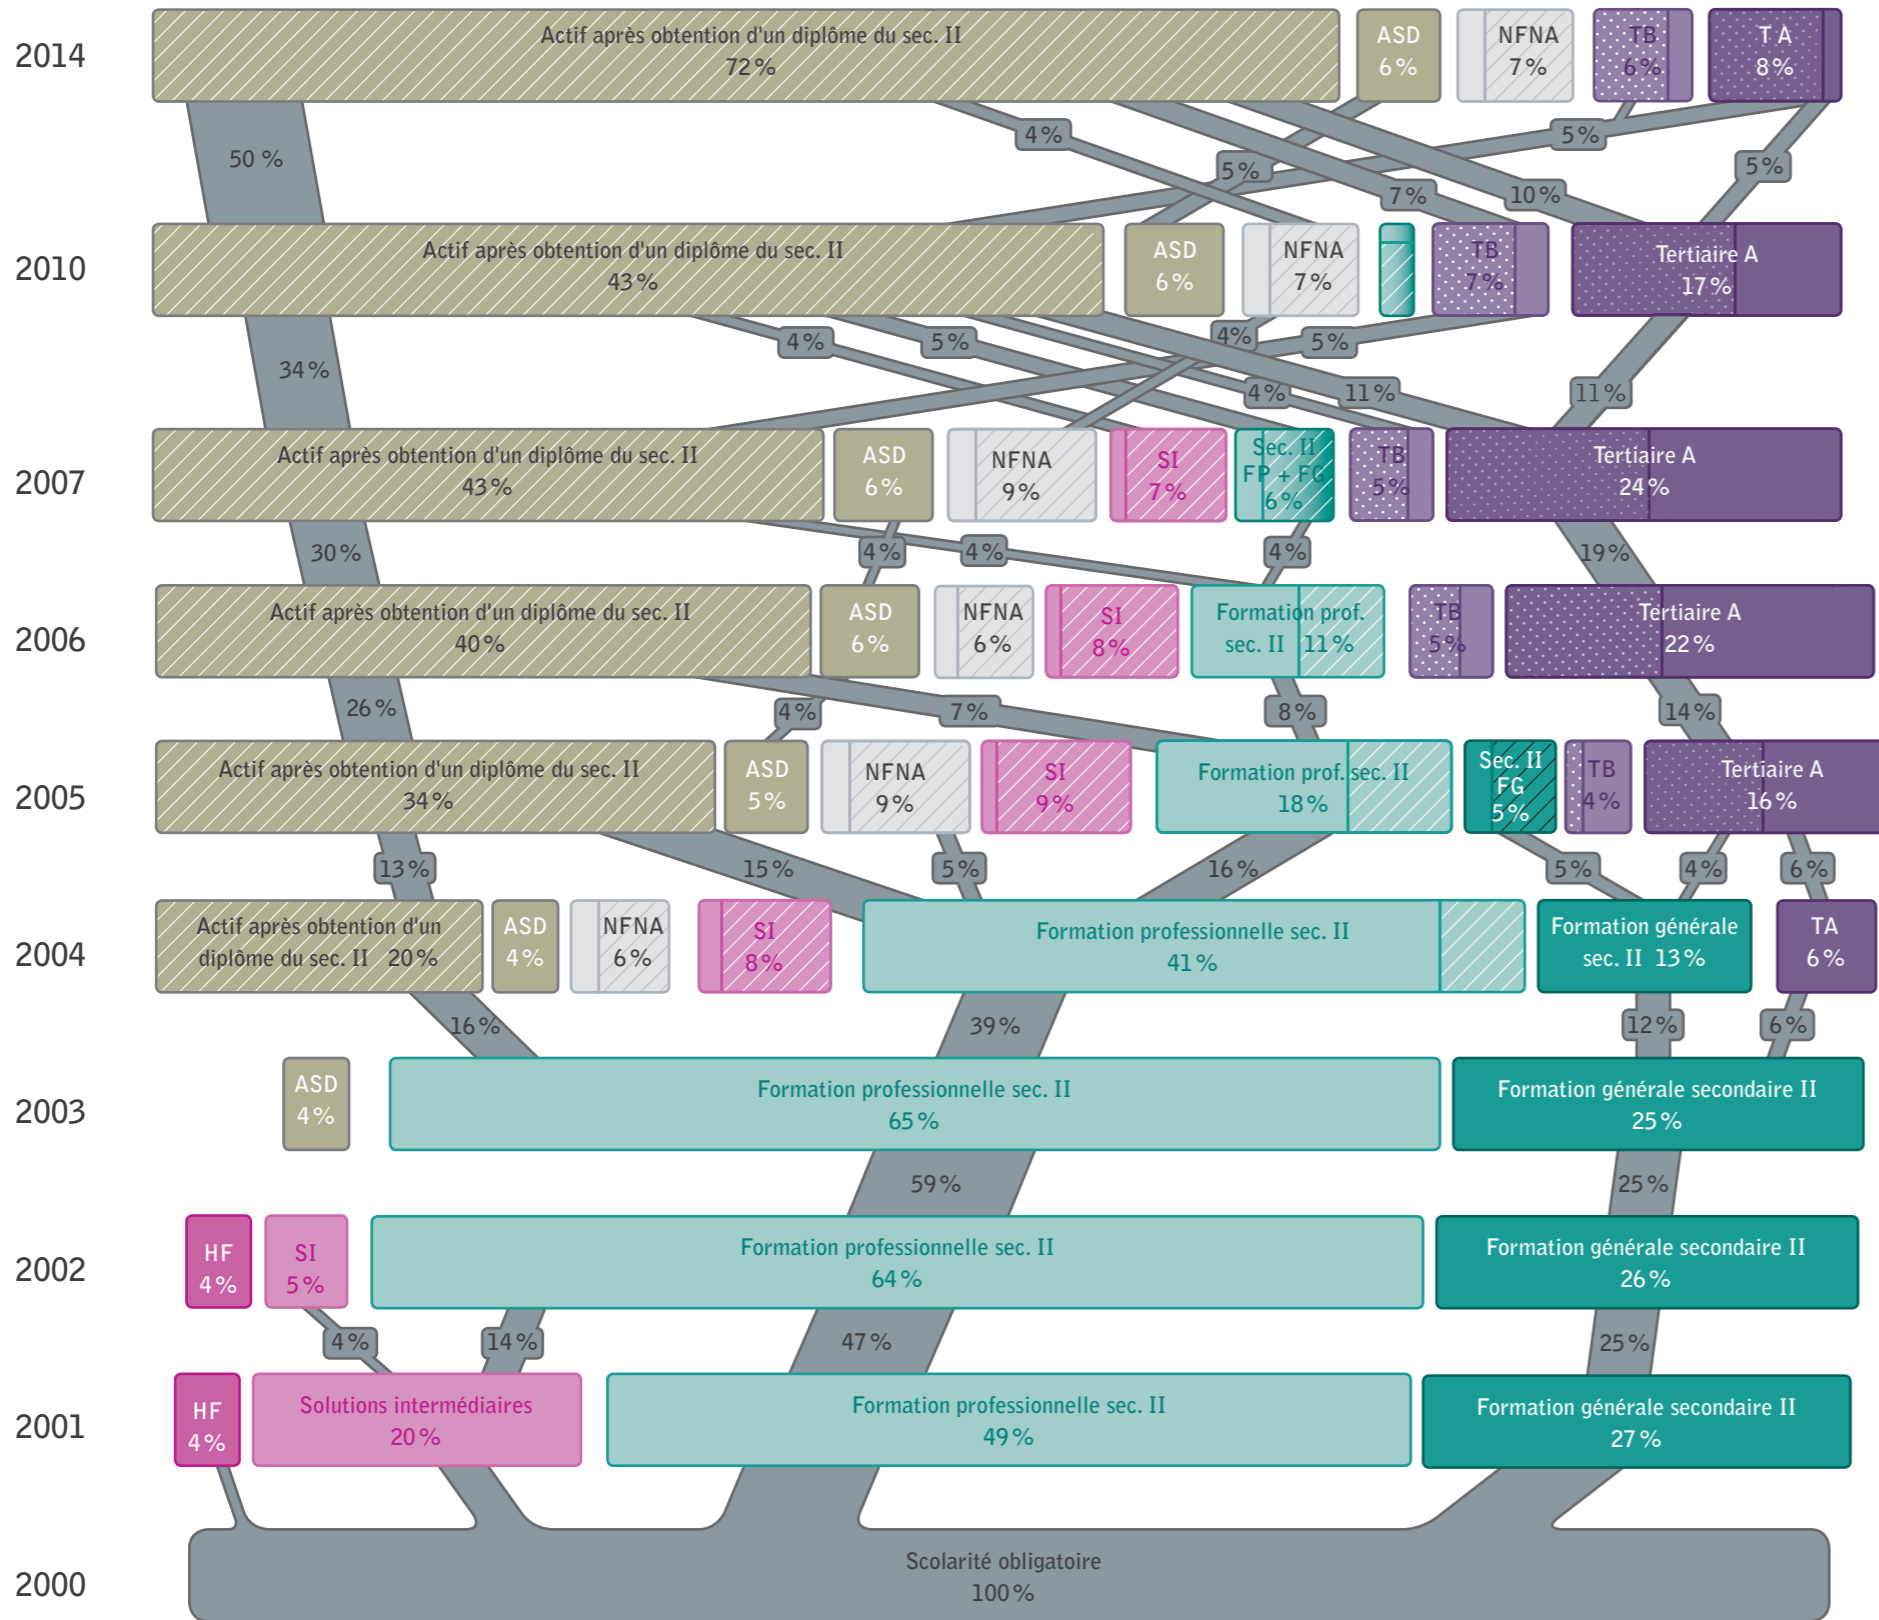 2014
Actif après obtention d'un diplôme du sec. II
72%
ASD
6%
NFNA
7%
TB
6%
T A
8%
50 %
4%
5%
5%
7%
10%
5%
2010
Actif après obtention d'un diplôme du sec. II
43%
ASD
6%
NFNA
7%
TB
7%
Tertiaire A
17%
34%
4%
5%
4%
5%
4%
11%
11%
2007
Actif après obtention d'un diplôme du sec. II
43%
ASD
6%
NFNA
9%
SI
7%
Sec. II
FP + FG
6%
TB
5%
Tertiaire A
24%
30%
4%
4%
4%
19%
2006
Actif après obtention d'un diplôme du sec. II
40%
ASD
6%
NFNA
6%
SI
8%
Formation prof.
sec. II 11%
TB
5%
Tertiaire A
22%
26%
4%
7%
8%
14%
2005
Actif après obtention d'un diplôme du sec. II
34%
ASD
5%
NFNA
9%
SI
9%
Formation prof. sec. II
18%
Sec. II
FG
5%
TB
4%
Tertiaire A
16%
13%
15%
5%
16%
5%
4%
6%
2004
Actif après obtention d'un
diplôme du sec. II 20%
ASD
4%
NFNA
6%
SI
8%
Formation professionnelle sec. II
41%
Formation générale
sec. II 13%
TA
6%
16%
39%
12%
6%
2003
ASD
4%
Formation professionnelle sec. II
65%
Formation générale secondaire II
25%
59%
25%
2002
HF
4%
SI
5%
Formation professionnelle sec. II
64%
Formation générale secondaire II
26%
4%
14%
47%
25%
2001
HF
4%
Solutions intermédiaires
20%
Formation professionnelle sec. II
49%
Formation générale secondaire II
27%
2000
Scolarité obligatoire
100%